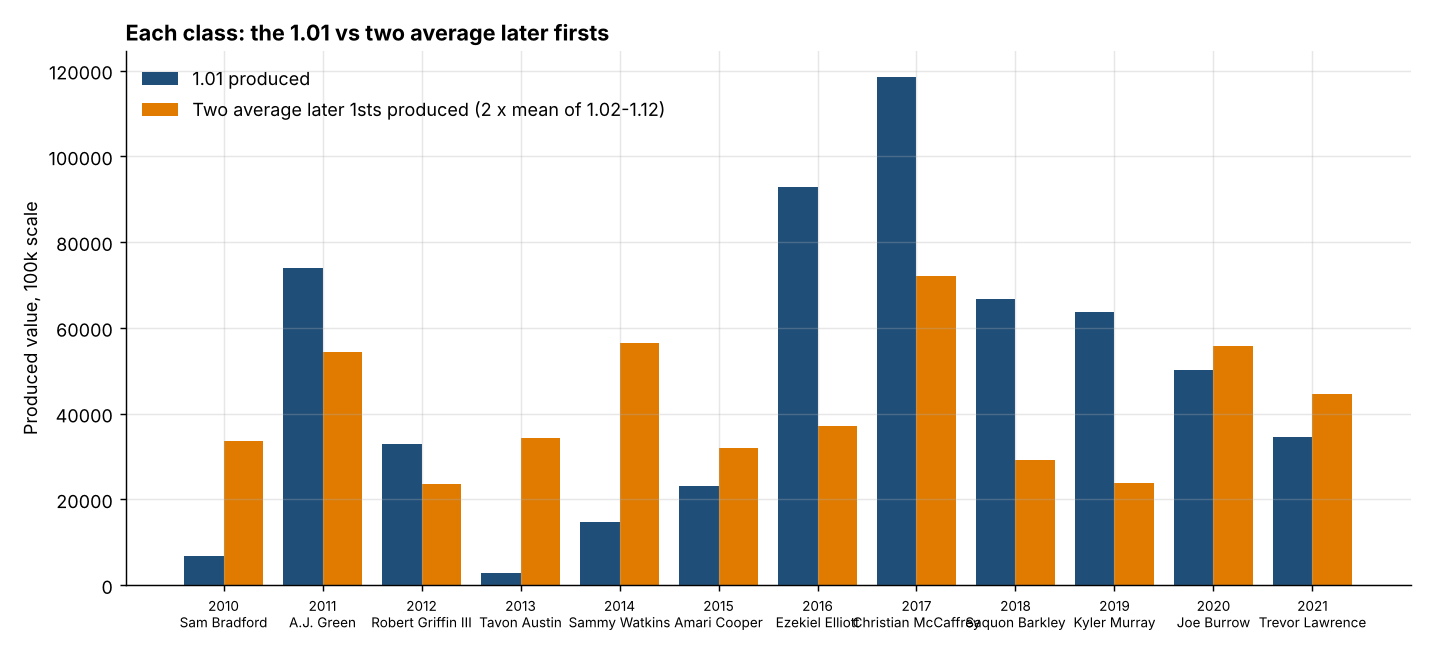 Each class: the 1.01 vs two average later firsts
1.01 produced
Two average later 1sts produced (2 x mean of 1.02-1.12)
Produced value, 100k scale
120000
100000
80000
60000
40000
20000
0
2010 2011 2012 2013 2014 2015 2016 2017 2018 2019 2020 2021
Sam Bradford A.J. Green Robert Griffin III Tavon Austin Sammy Watkins Amari Cooper Ezekiel Elliott Christian McCaffrey Saquon Barkley Kyler Murray Joe Burrow Trevor Lawrence